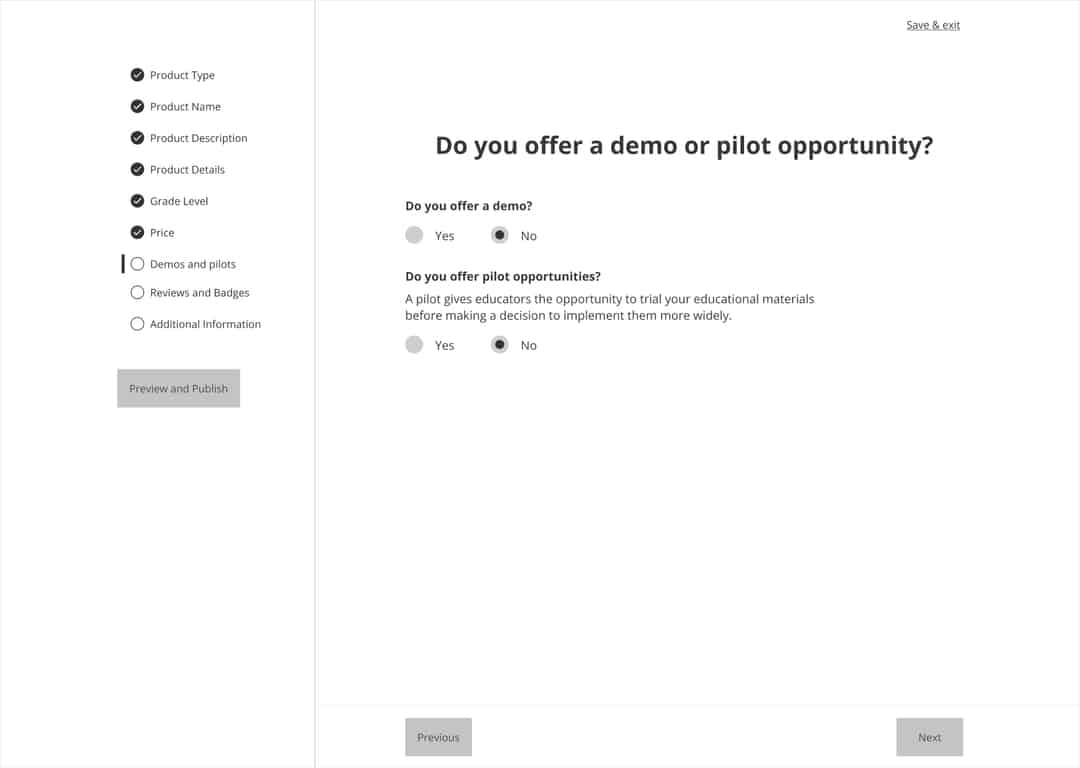 Save & exit
Product Type
Product Name
Product Description
Product Details
Grade Level
Price
Demos and pilots
Reviews and Badges
Additional Information
Preview and Publish
Do you offer a demo or pilot opportunity?
Do you offer a demo?
Yes No
Do you offer pilot opportunities?
A pilot gives educators the opportunity to trial your educational materials
before making a decision to implement them more widely.
Yes No
Previous Next